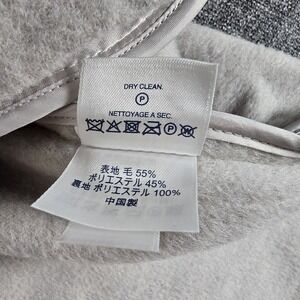 DRY CLEAN.
P
NETTOYAGE A SEC.
表地 毛 55%
ポリエステル 45%
裏地 ポリエステル 100%
中国製